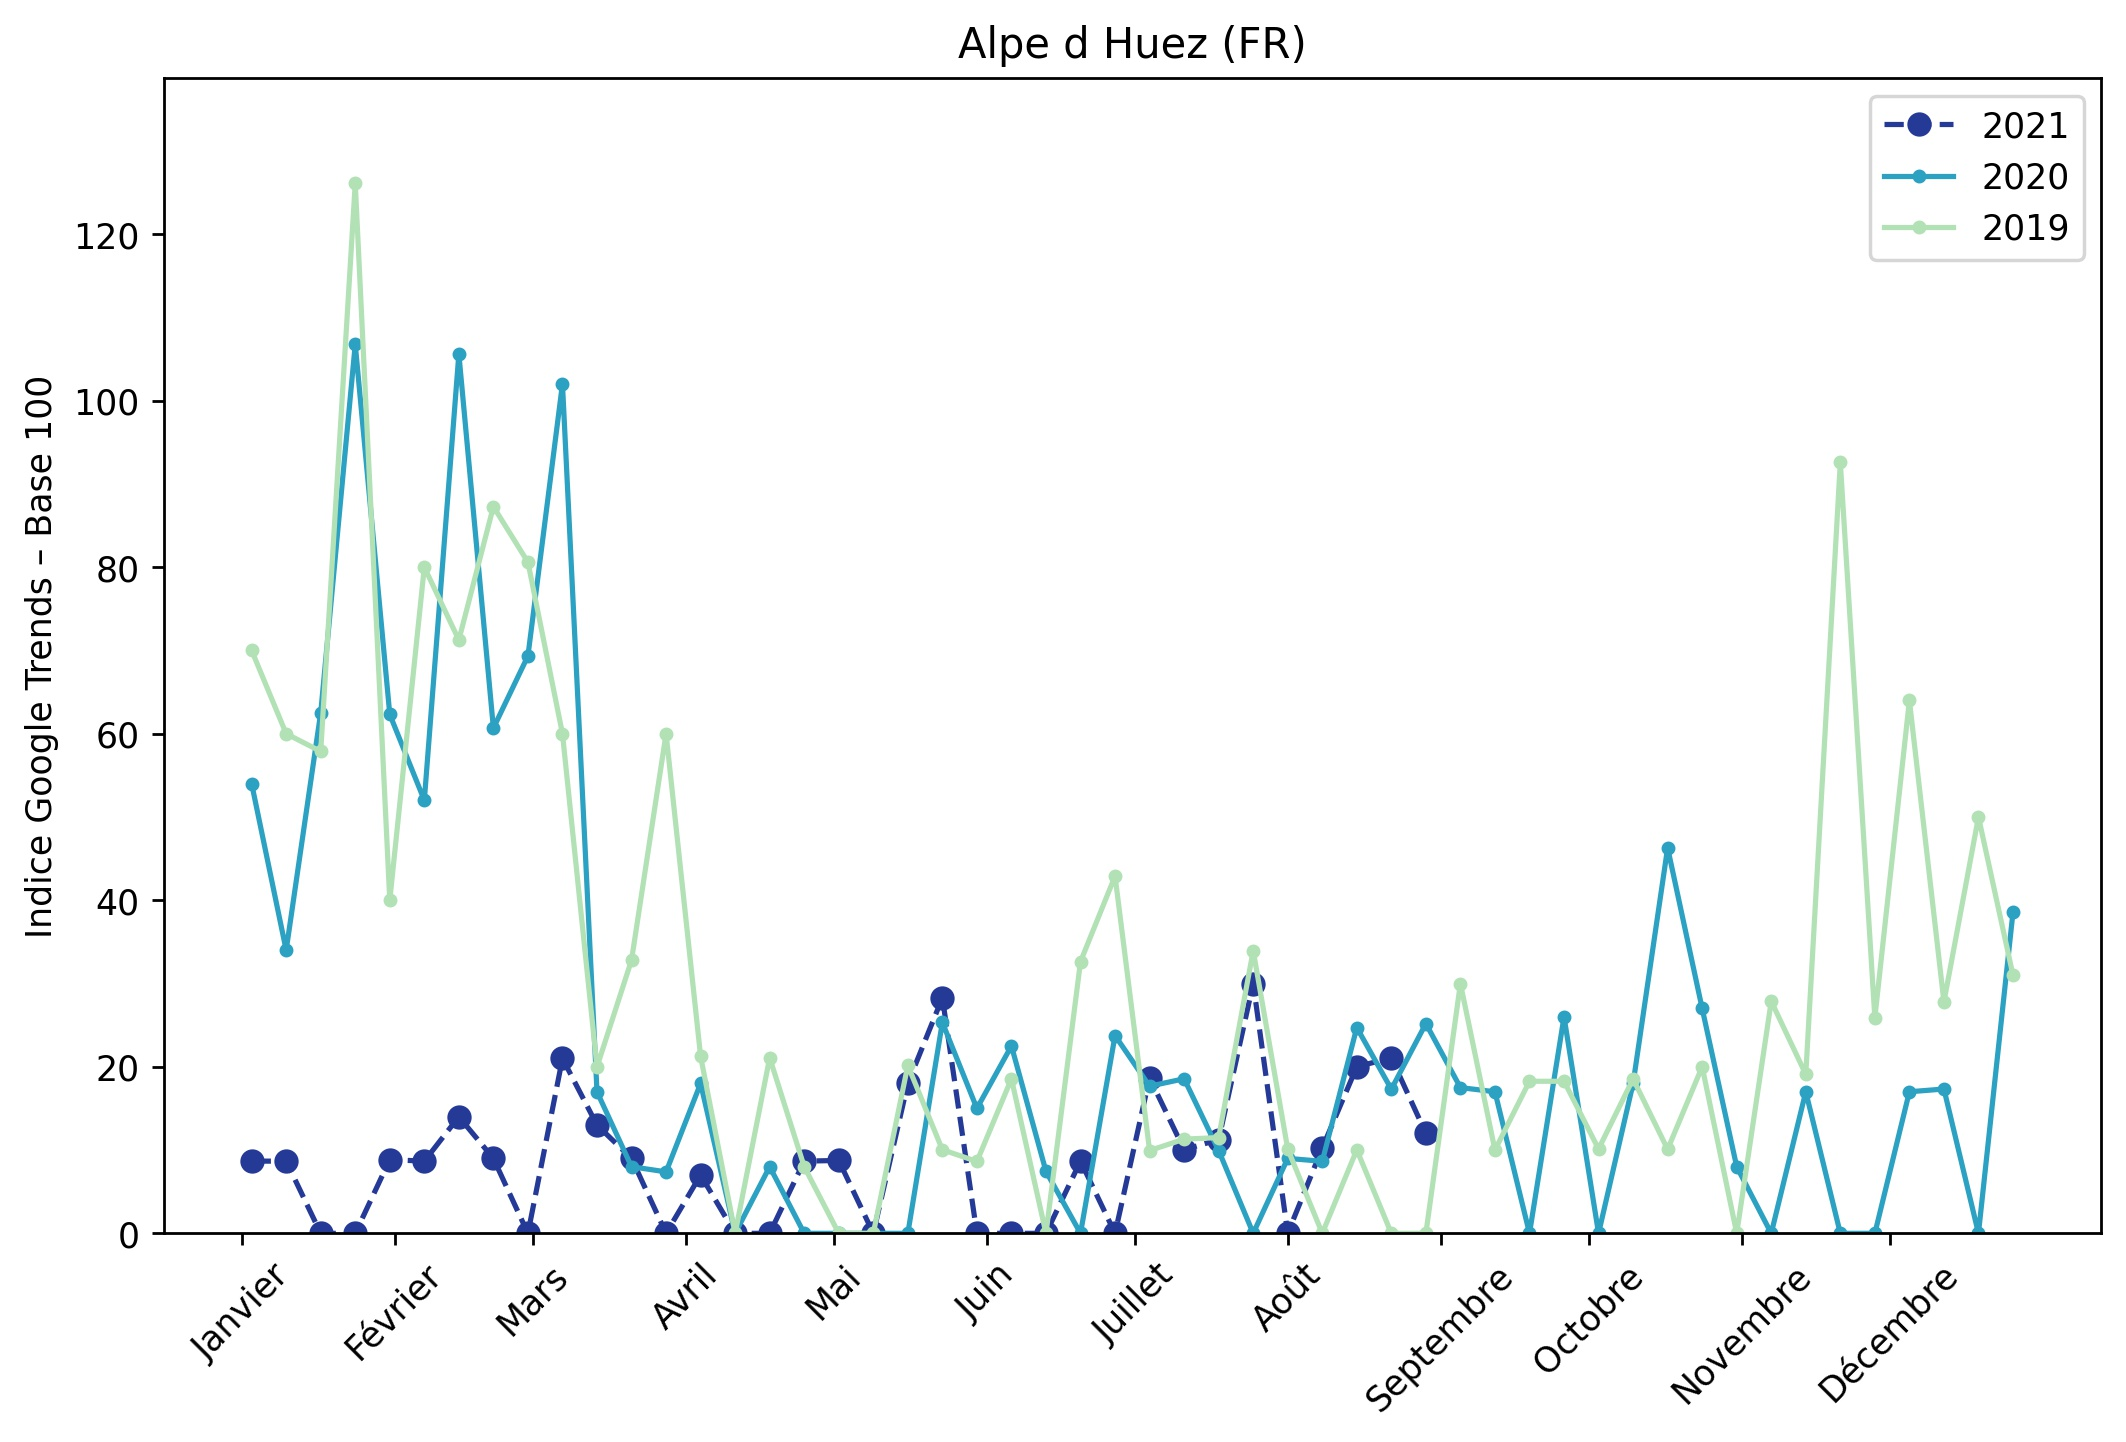 Alpe d Huez (FR)
2021
2020
2019
Indice Google Trends – Base 100
120
100
80
60
40
20
0
Janvier
Février
Mars
Avril
Mai
Juin
Juillet
Août
Septembre
Octobre
Novembre
Décembre